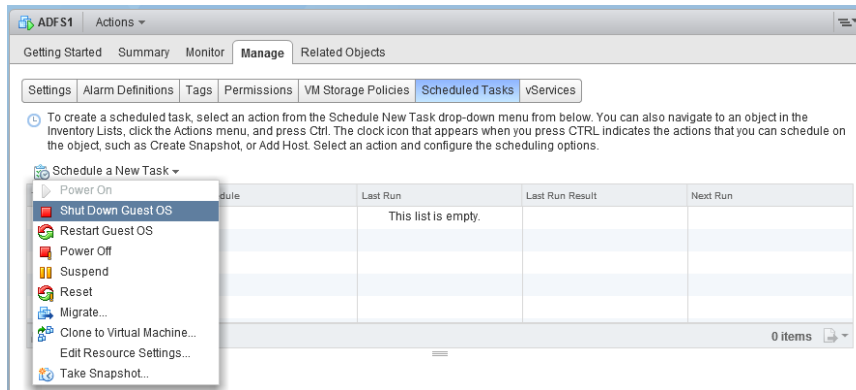 ADFS1 Actions
Getting Started Summary Monitor Manage Related Objects
Settings Alarm Definitions Tags Permissions VM Storage Policies Scheduled Tasks vServices
To create a scheduled task, select an action from the Schedule New Task drop-down menu from below. You can also navigate to an object in the
Inventory Lists, click the Actions menu, and press Ctrl. The clock icon that appears when you press CTRL indicates the actions that you can schedule on
the object, such as Create Snapshot, or Add Host. Select an action and configure the scheduling options.
Schedule a New Task
Power On
dule Last Run Last Run Result Next Run
Shut Down Guest OS
This list is empty.
Restart Guest OS
Power Off
Suspend
Reset
Migrate...
Clone to Virtual Machine...
0 items
Edit Resource Settings...
Take Snapshot...